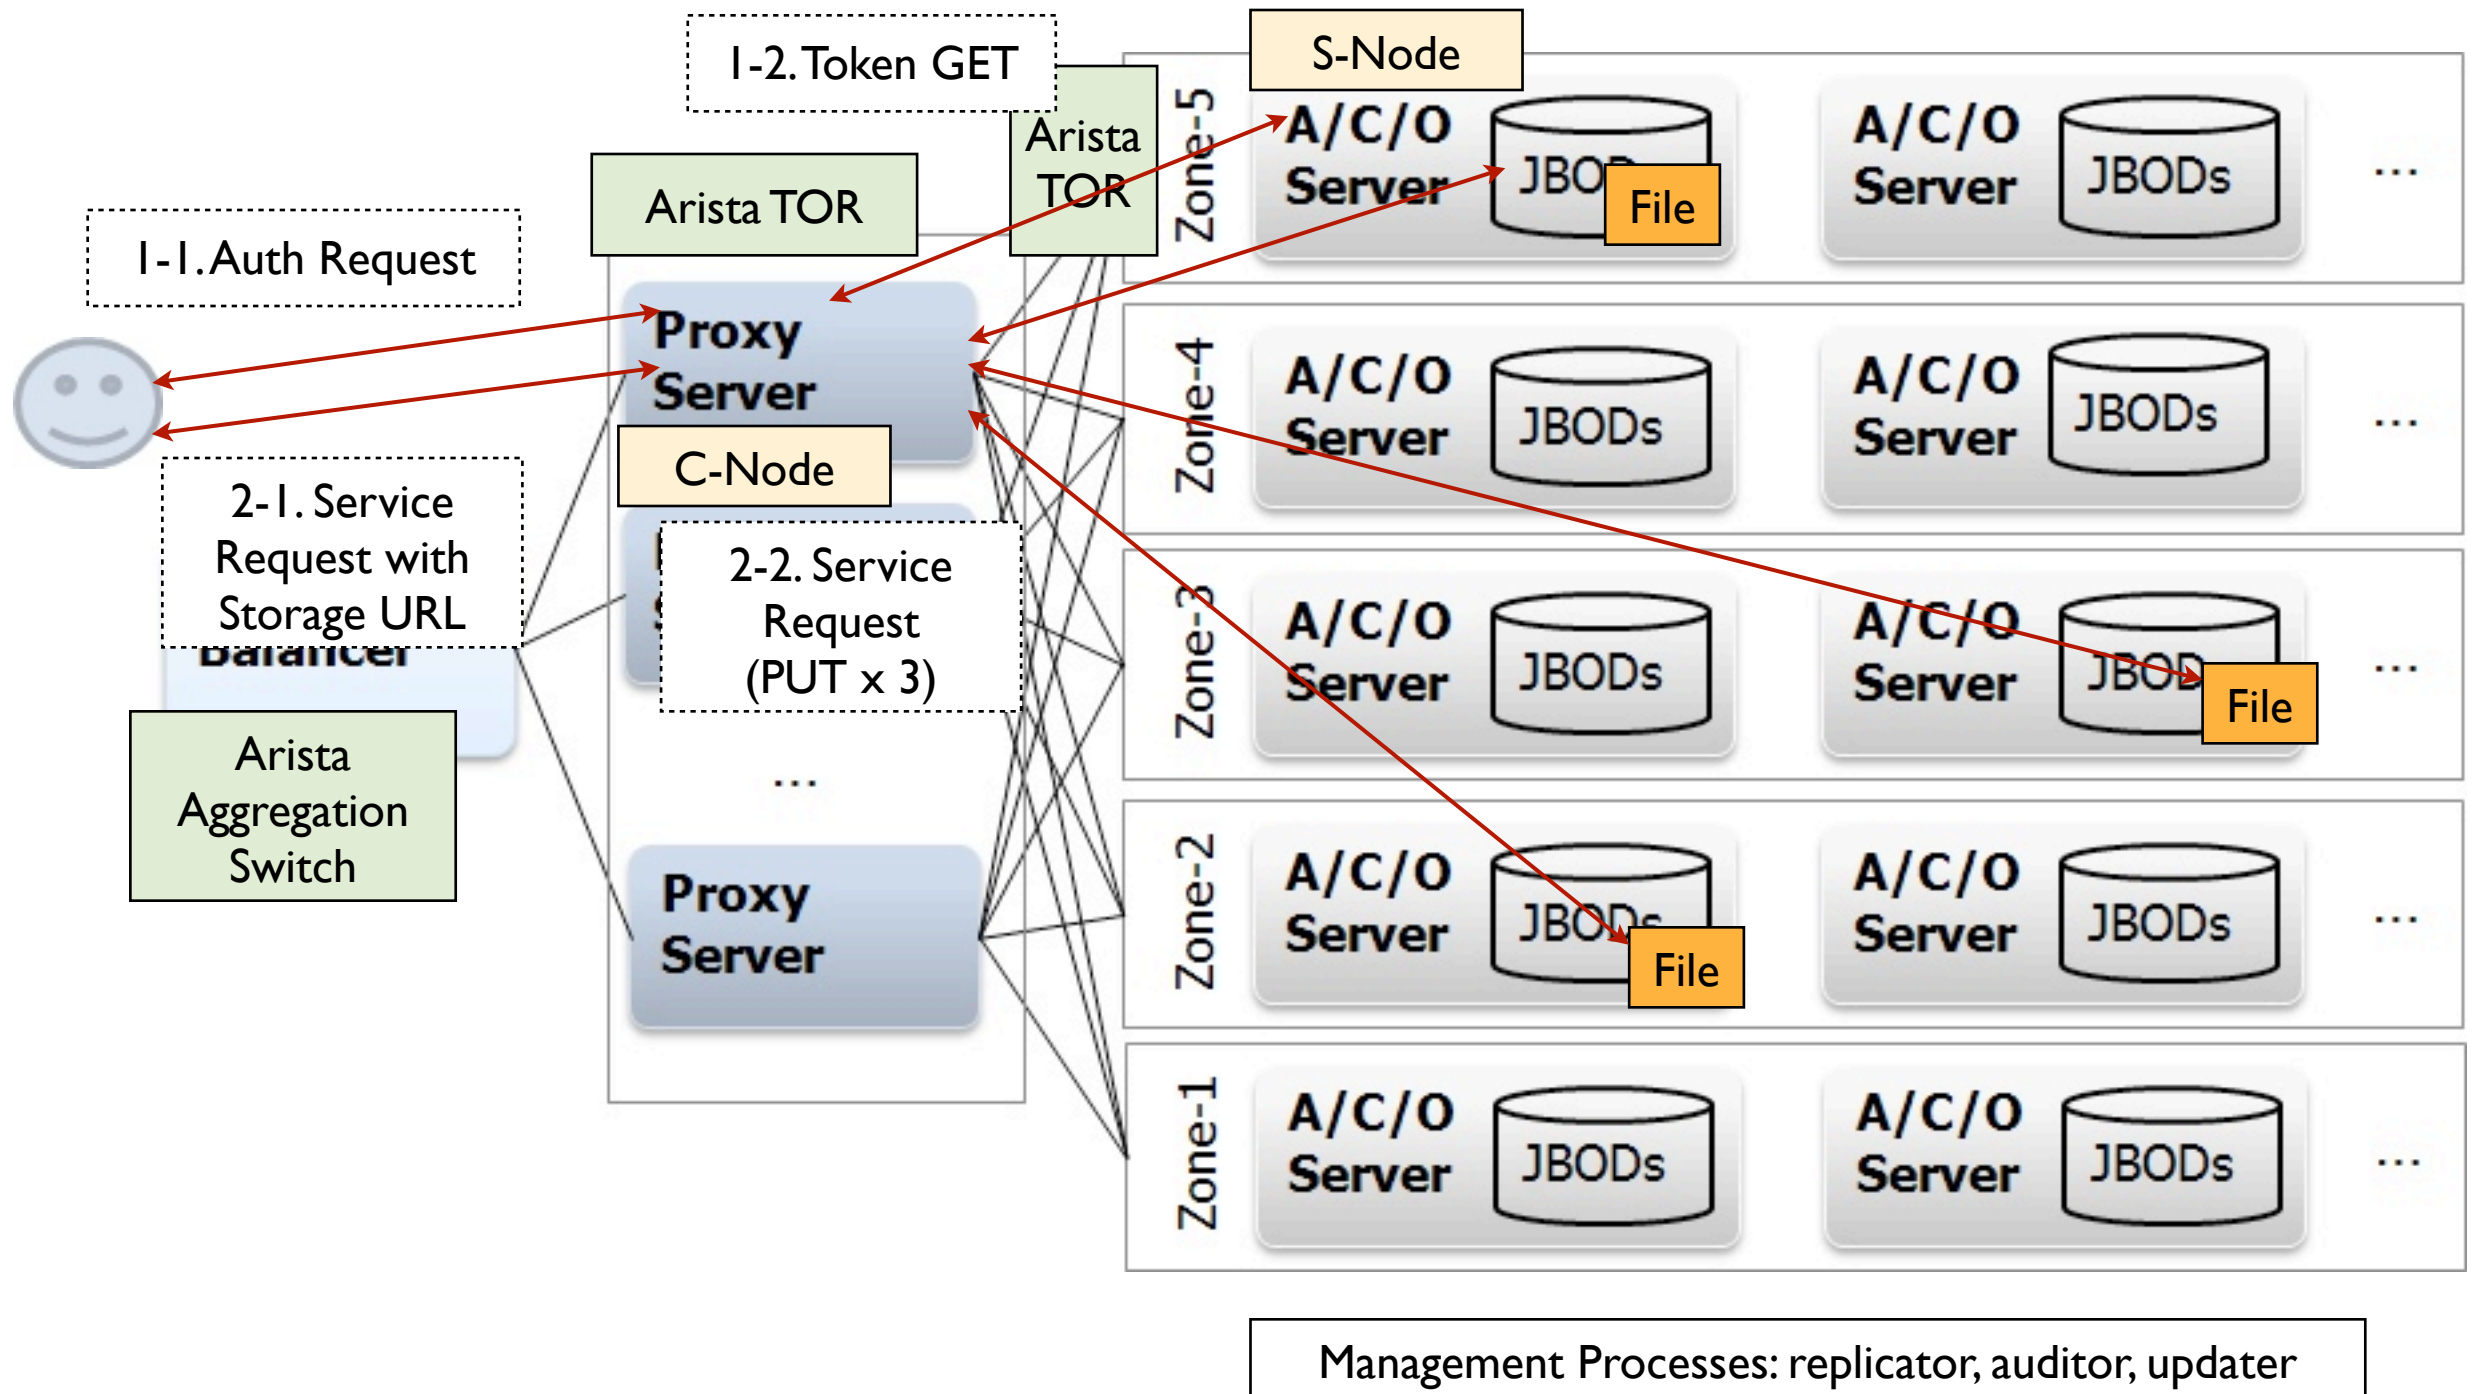 1-2. Token GET
S-Node
Arista
TOR
Arista TOR
1-1. Auth Request
Zone-5
A/C/O
Server
File
A/C/O
Server
JBODs
...
Proxy
Server
C-Node
Zone-4
A/C/O
Server
JBODs
A/C/O
Server
JBODs
...
2-1. Service
Request with
Storage URL
Balancer
Arista
Aggregation
Switch
2-2. Service
Request
(PUT x 3)
...
Proxy
Server
Zone-3
A/C/O
Server
JBODs
A/C/O
Server
File
...
Zone-2
A/C/O
Server
JBODs
File
A/C/O
Server
JBODs
...
Zone-1
A/C/O
Server
JBODs
A/C/O
Server
JBODs
...
Management Processes: replicator, auditor, updater